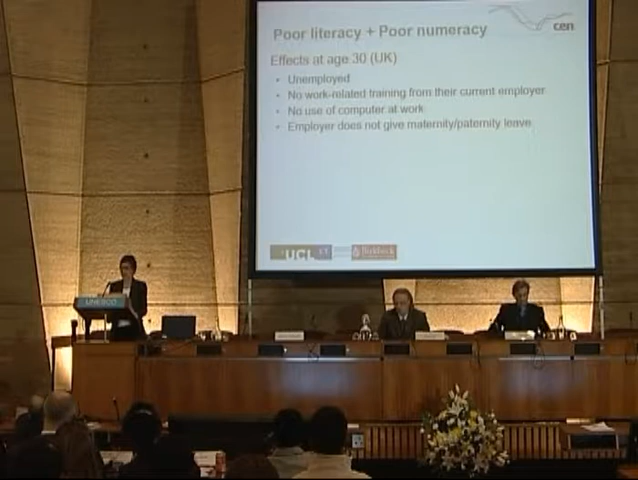 cen
Poor literacy + Poor numeracy
Effects at age 30 (UK)
• Unemployed
• No work-related training from their current employer
• No use of computer at work
• Employer does not give maternity/paternity leave
UCL
Birkbeck
UNESCO